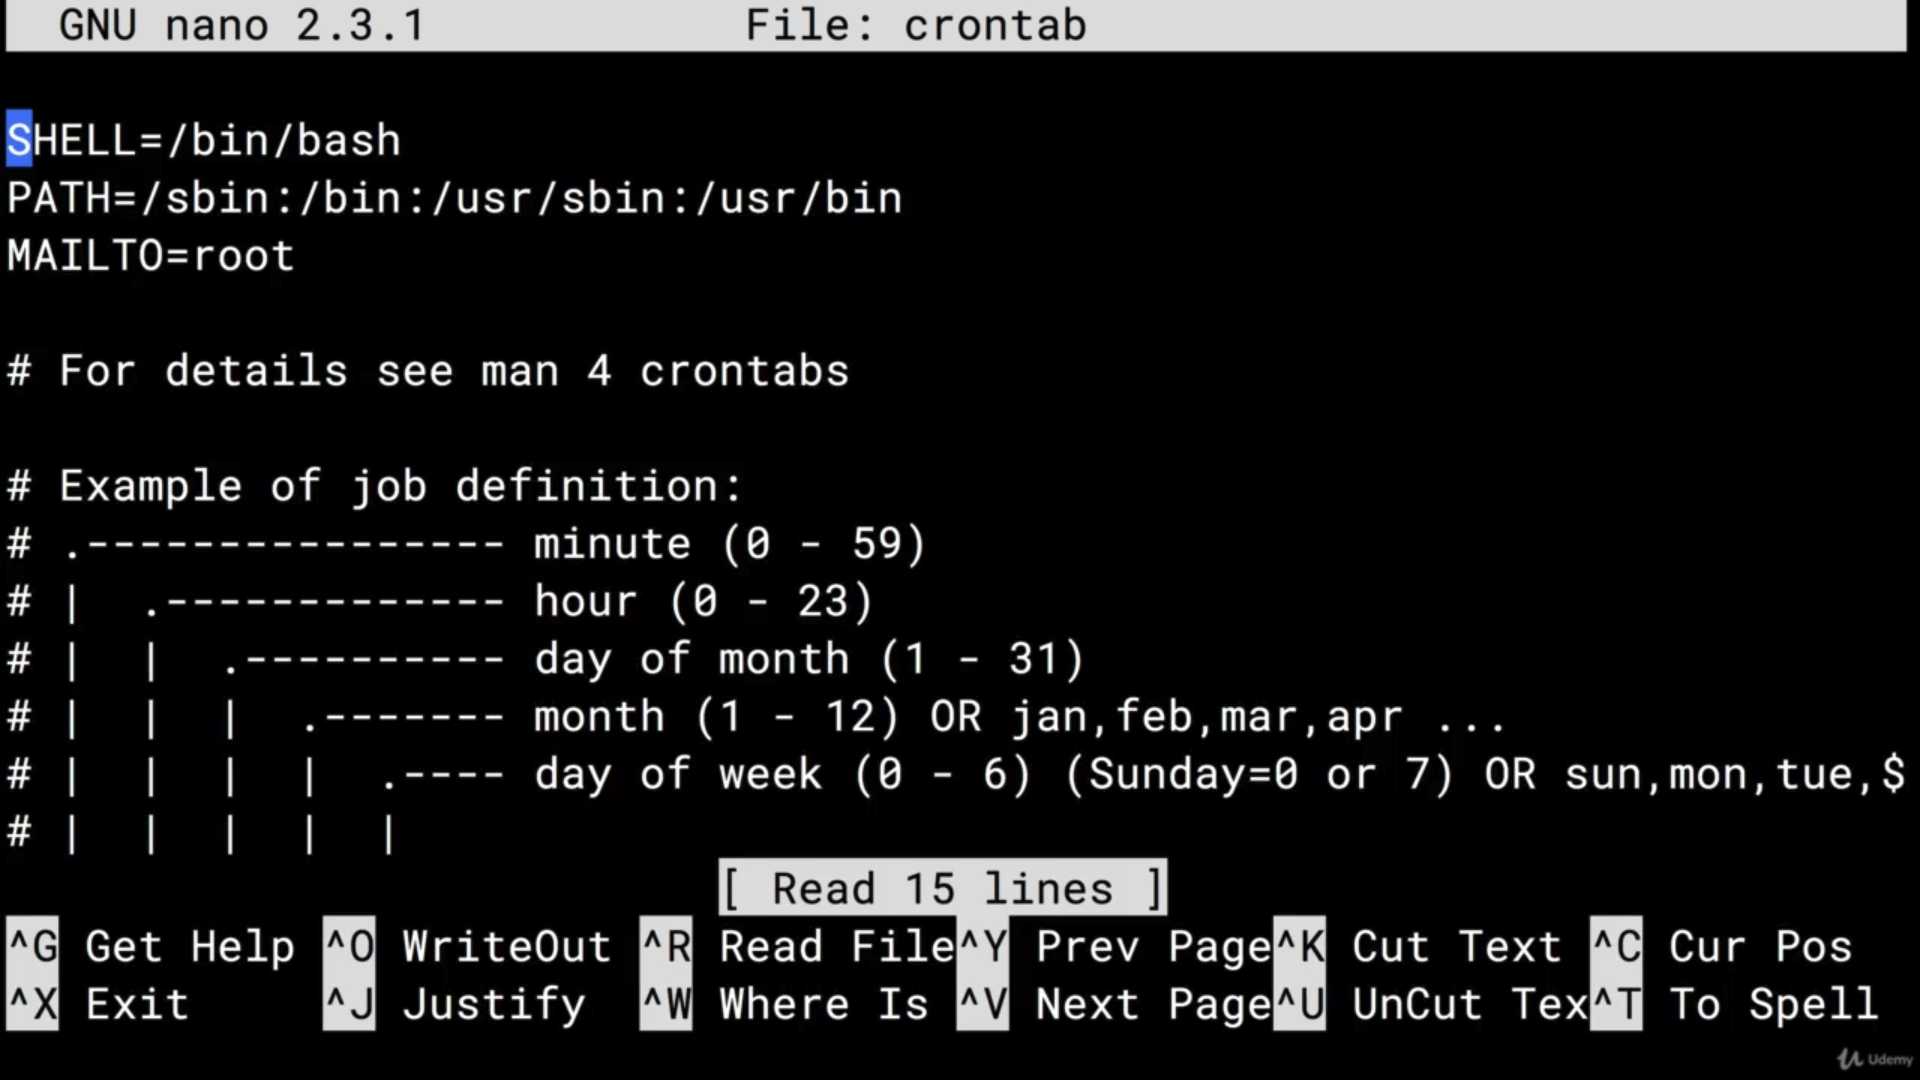 GNU nano 2.3.1 File: crontab
SHELL=/bin/bash
PATH=/sbin:/bin:/usr/sbin:/usr/bin
MAILTO=root
# For details see man 4 crontabs
# Example of job definition:
# .---------------- minute (0 - 59)
# |  .------------- hour (0 - 23)
# |  |  .---------- day of month (1 - 31)
# |  |  |  .------- month (1 - 12) OR jan,feb,mar,apr ...
# |  |  |  |  .---- day of week (0 - 6) (Sunday=0 or 7) OR sun,mon,tue,$
# |  |  |  |  |
[ Read 15 lines ]
^G Get Help ^O WriteOut ^R Read File ^Y Prev Page ^K Cut Text ^C Cur Pos
^X Exit ^J Justify ^W Where Is ^V Next Page ^U UnCut Tex ^T To Spell
Udemy